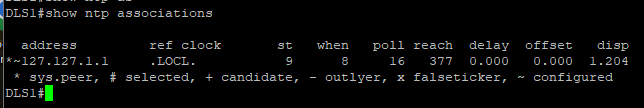 DLS1#show ntp associations
address ref clock st when poll reach delay offset disp
*~127.127.1.1 .LOCL. 9 8 16 377 0.000 0.000 1.204
* sys.peer, # selected, + candidate, - outlyer, x falseticker, ~ configured
DLS1#